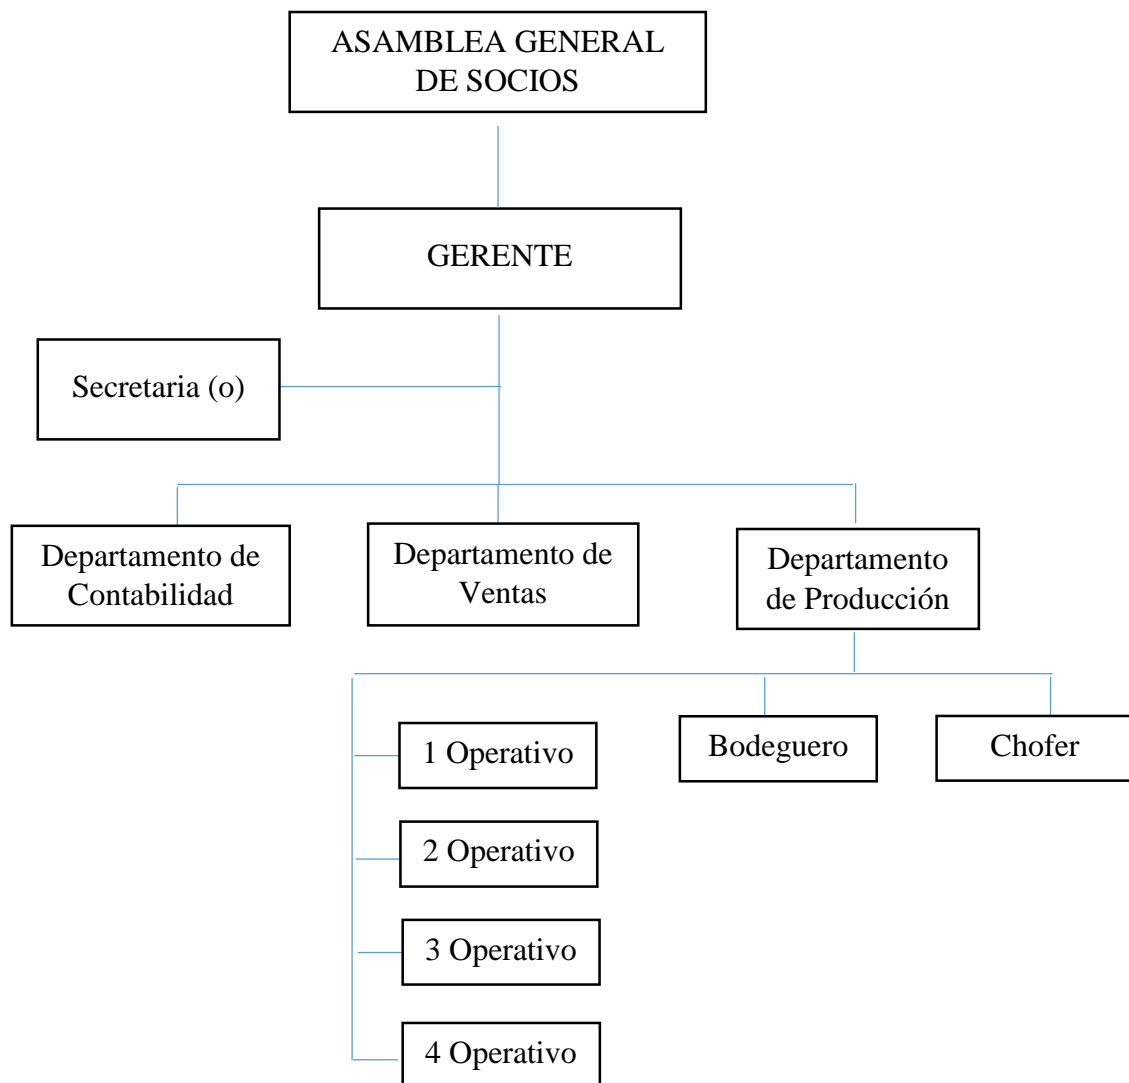 ASAMBLEA GENERAL
DE SOCIOS
GERENTE
Secretaria (o)
Departamento de
Contabilidad
Departamento de
Ventas
Departamento
de Producción
1 Operativo
Bodeguero
Chofer
2 Operativo
3 Operativo
4 Operativo